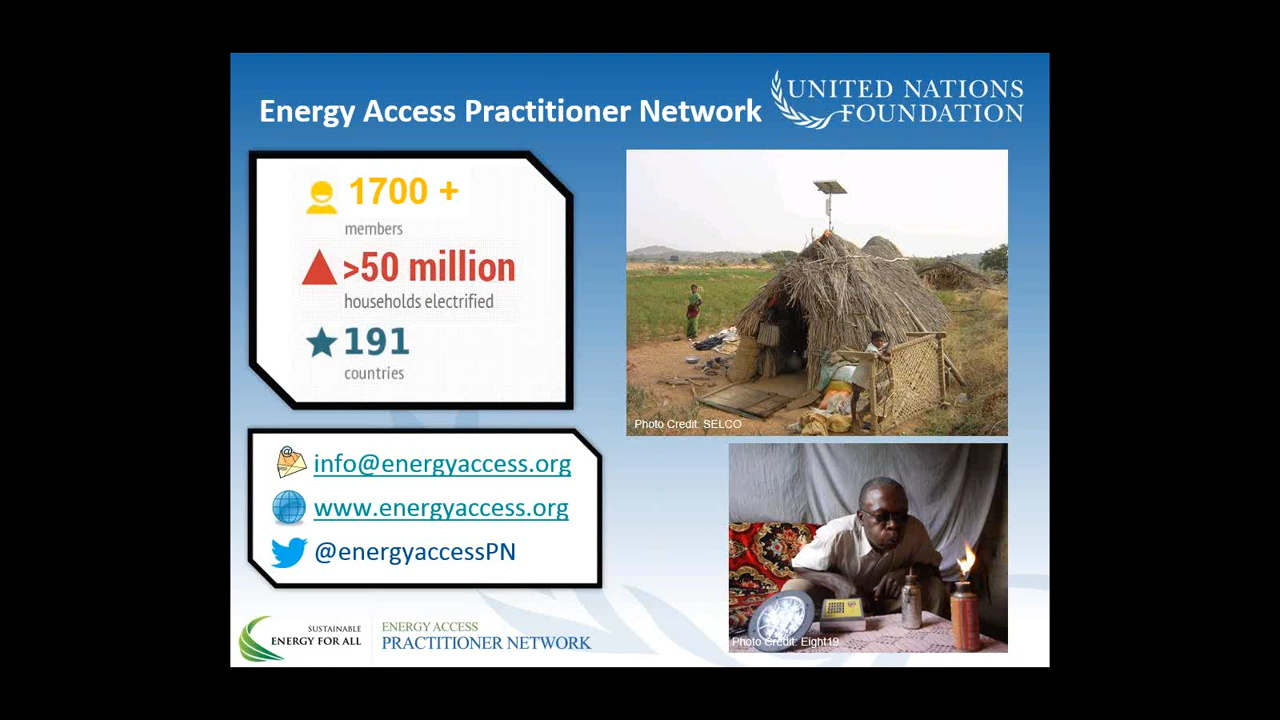 Energy Access Practitioner Network
UNITED NATIONS
FOUNDATION
1700 +
members
>50 million
households electrified
191
countries
Photo Credit: SELCO
info@energyaccess.org
www.energyaccess.org
@energyaccessPN
Photo Credit: Eight19
SUSTAINABLE
ENERGY FOR ALL
ENERGY ACCESS
PRACTITIONER NETWORK